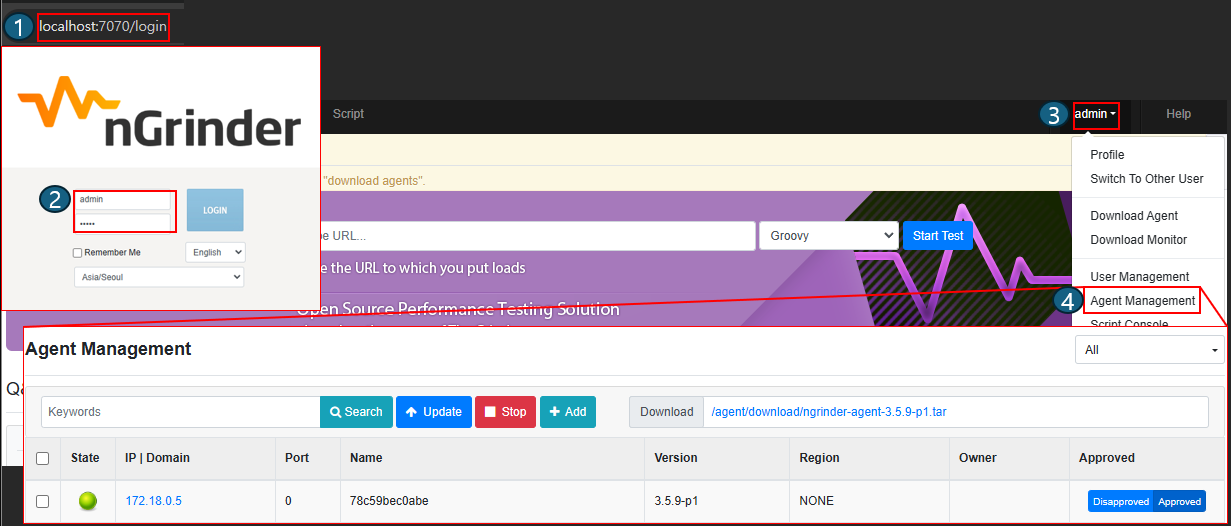 1 localhost:7070/login
nGrinder
2 admin
•••••
LOGIN
Remember Me
English
Asia/Seoul
Script
3 admin
Help
"download agents".
URL...
Groovy
Start Test
the URL to which you put loads
Open Source Performance Testing Solution
Profile
Switch To Other User
Download Agent
Download Monitor
User Management
4 Agent Management
Script Console
Agent Management
All
Keywords
Search
Update
Stop
Add
Download
/agent/download/ngrinder-agent-3.5.9-p1.tar
State IP | Domain Port Name Version Region Owner Approved
172.18.0.5 0 78c59bec0abe 3.5.9-p1 NONE Disapproved Approved